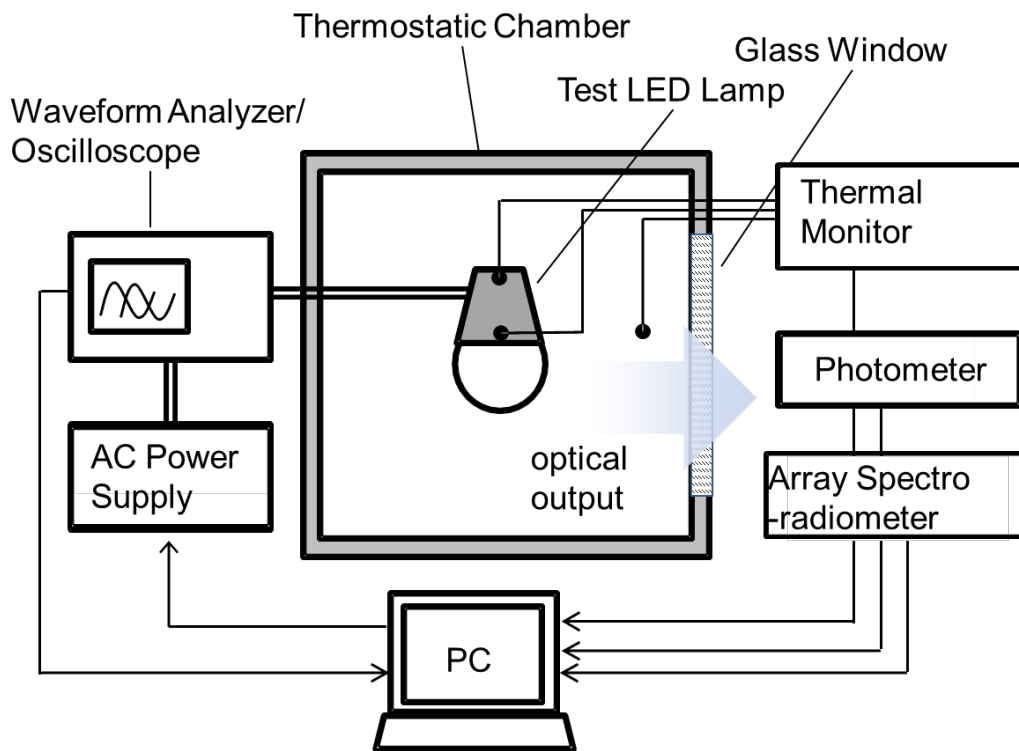 Thermostatic Chamber
Glass Window
Test LED Lamp
Waveform Analyzer/
Oscilloscope
Thermal
Monitor
Photometer
AC Power
Supply
optical
output
Array Spectro
-radiometer
PC